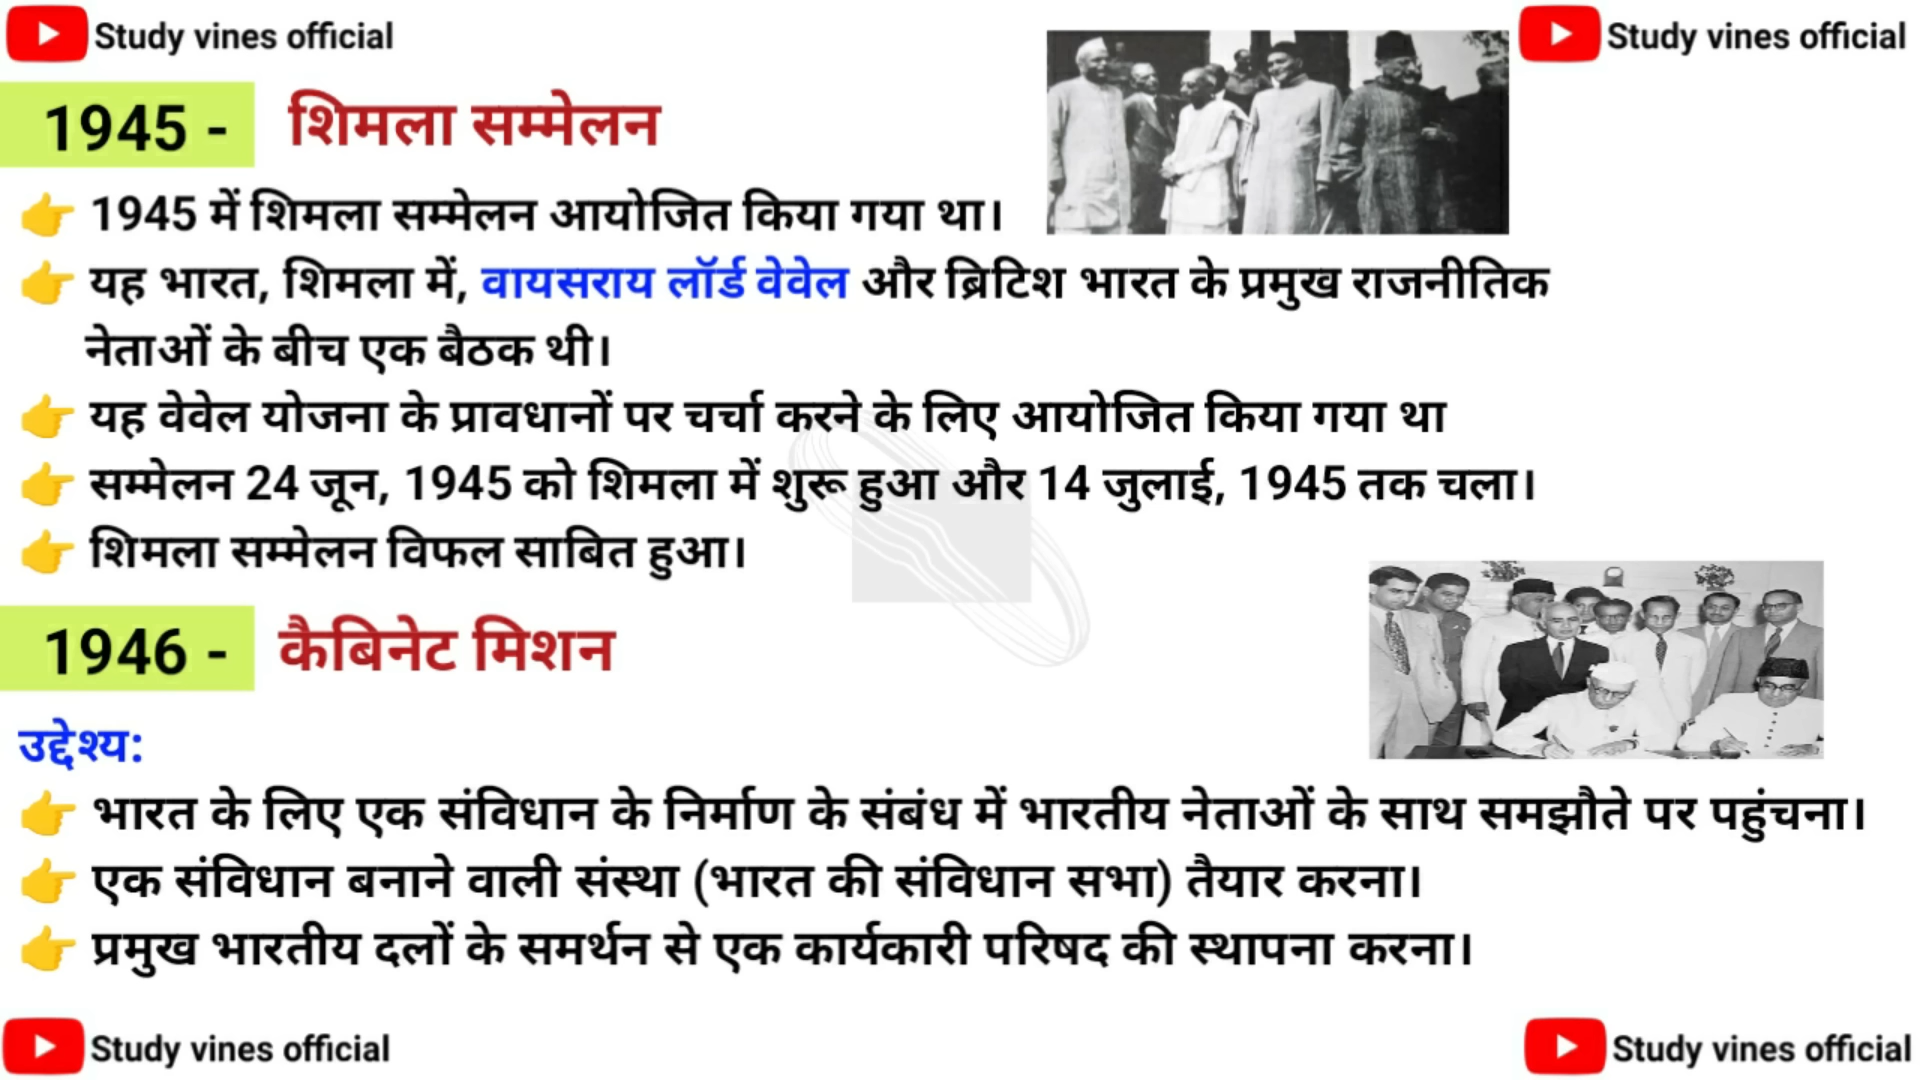 Study vines official
Study vines official
1945 - शिमला सम्मेलन
👉 1945 में शिमला सम्मेलन आयोजित किया गया था।
👉 यह भारत, शिमला में, वायसराय लॉर्ड वेवेल और ब्रिटिश भारत के प्रमुख राजनीतिक
नेताओं के बीच एक बैठक थी।
👉 यह वेवेल योजना के प्रावधानों पर चर्चा करने के लिए आयोजित किया गया था
👉 सम्मेलन 24 जून, 1945 को शिमला में शुरू हुआ और 14 जुलाई, 1945 तक चला।
👉 शिमला सम्मेलन विफल साबित हुआ।
1946 - कैबिनेट मिशन
उद्देश्य:
👉 भारत के लिए एक संविधान के निर्माण के संबंध में भारतीय नेताओं के साथ समझौते पर पहुंचना।
👉 एक संविधान बनाने वाली संस्था (भारत की संविधान सभा) तैयार करना।
👉 प्रमुख भारतीय दलों के समर्थन से एक कार्यकारी परिषद की स्थापना करना।
Study vines official
Study vines official